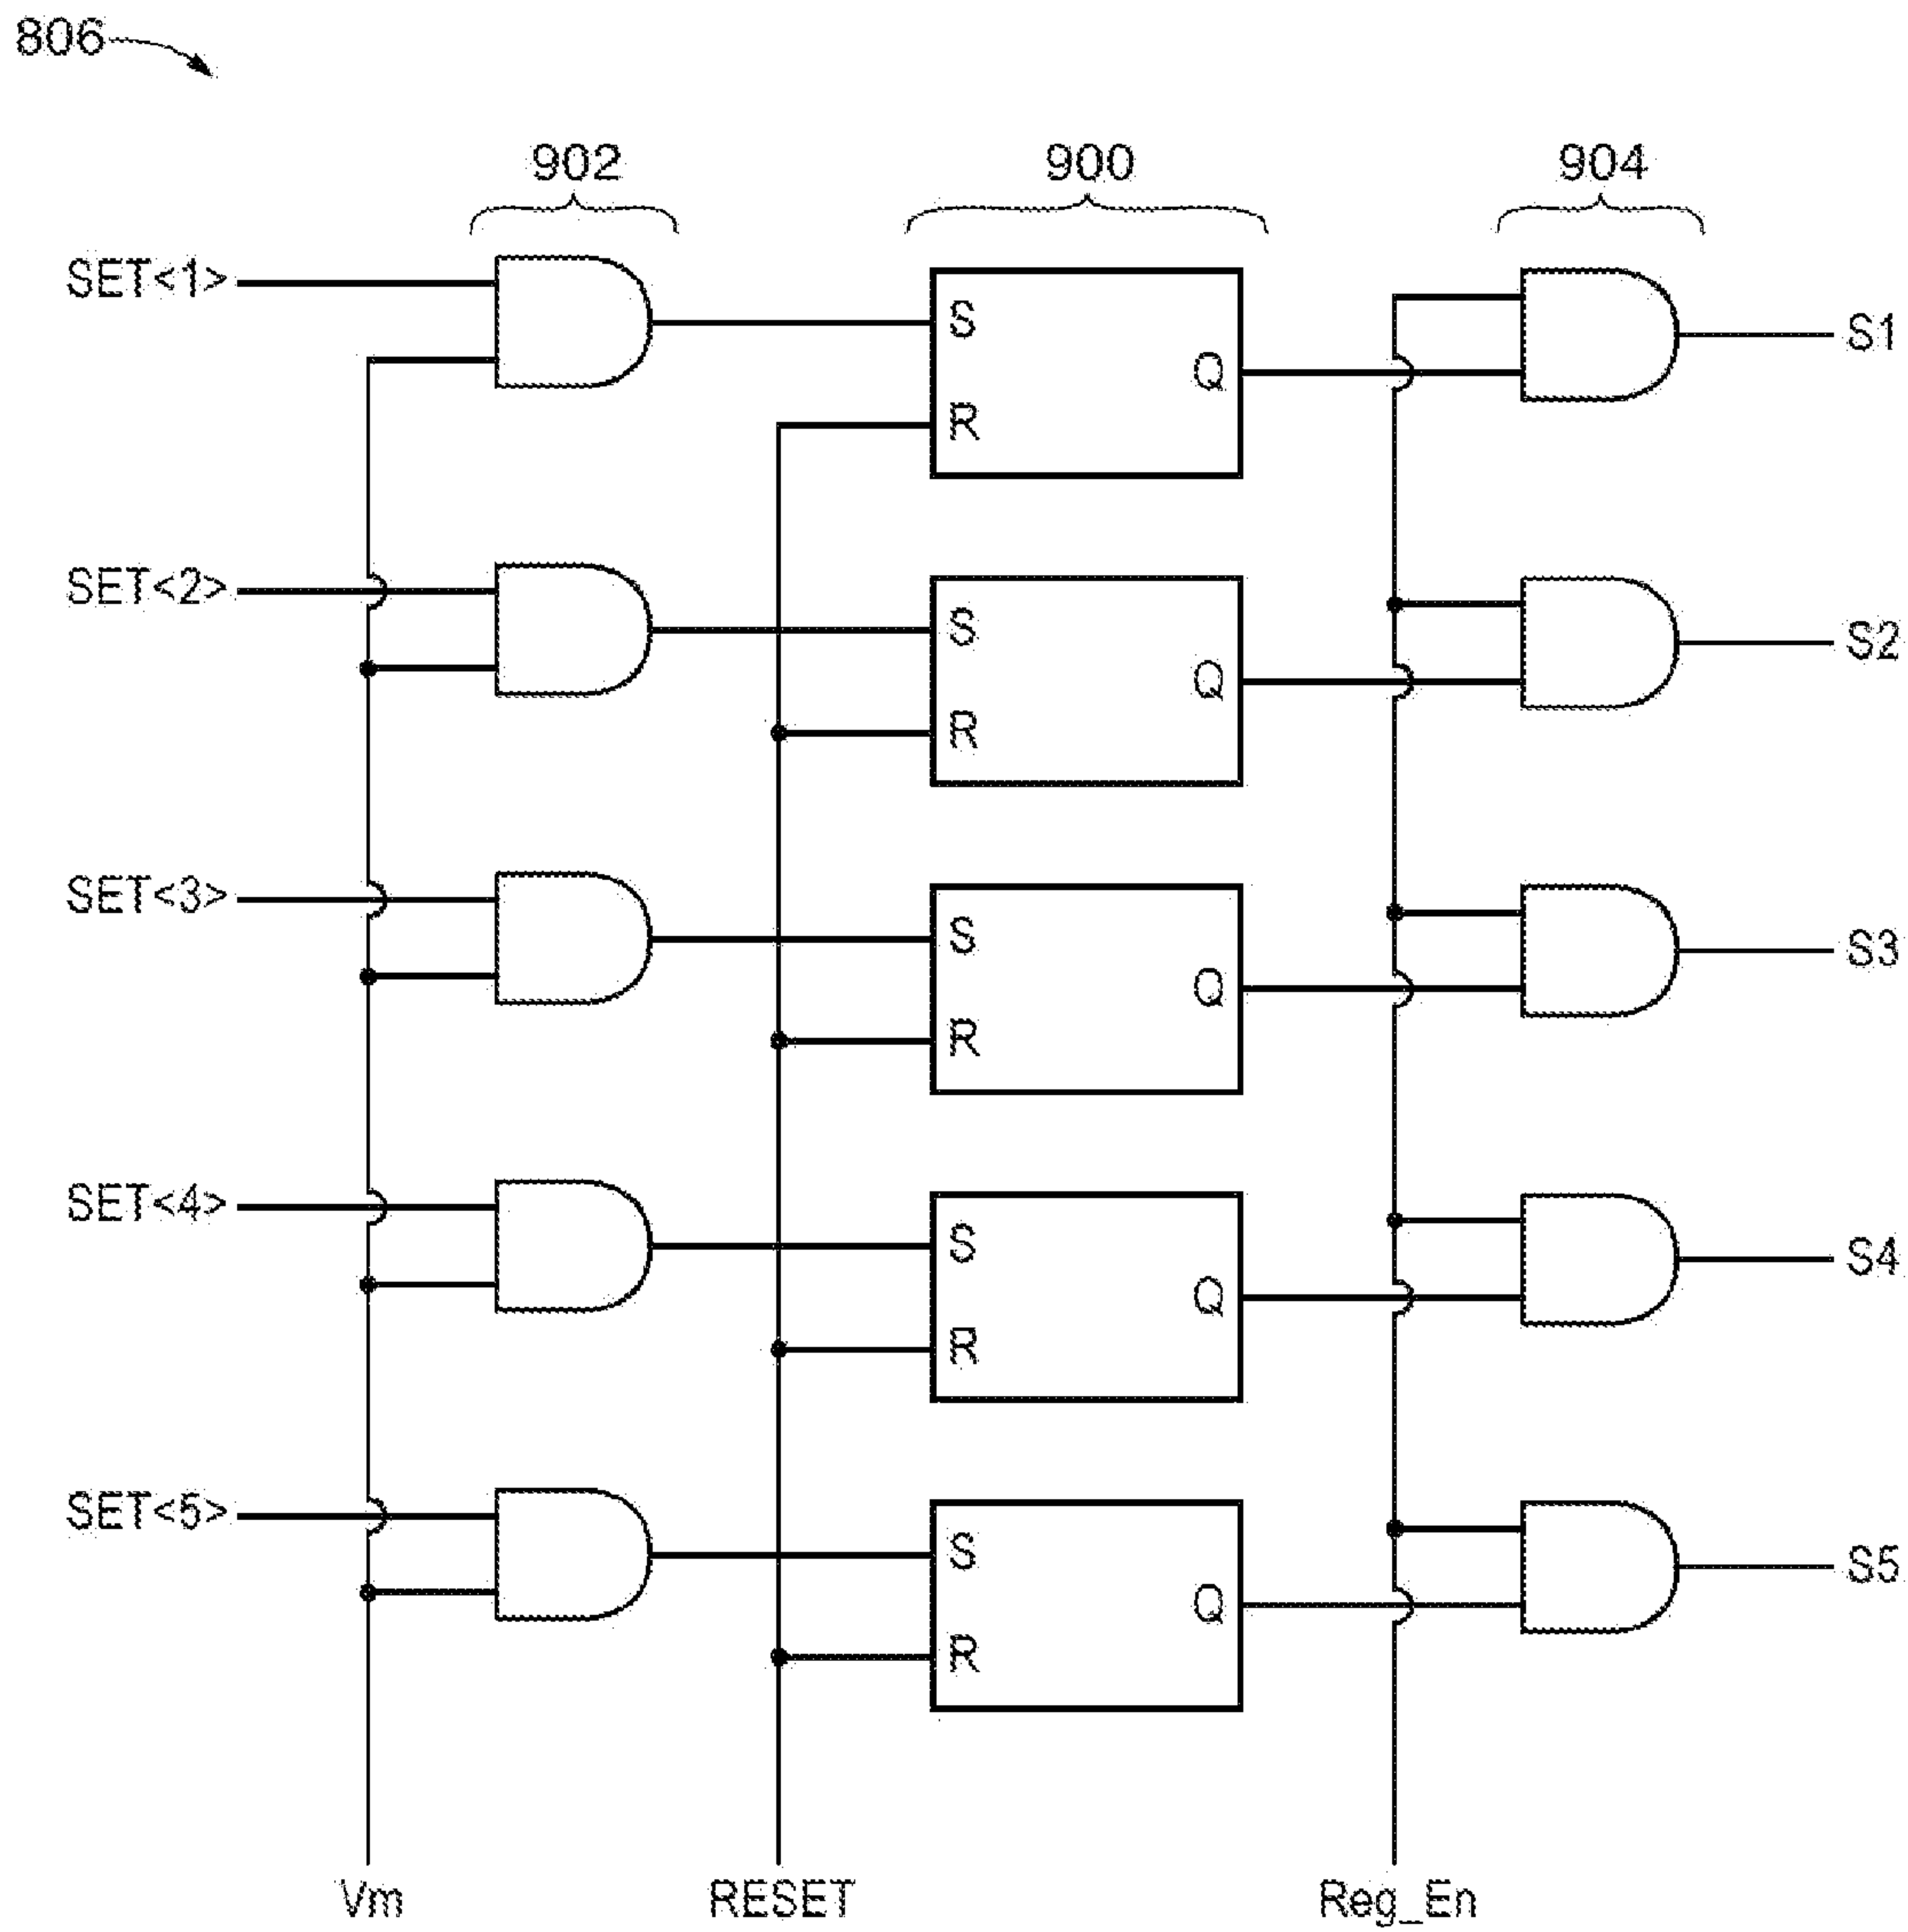 806
902 900 904
SET<1>
S
R
Q
S1
SET<2>
S
R
Q
S2
SET<3>
S
R
Q
S3
SET<4>
S
R
Q
S4
SET<5>
S
R
Q
S5
Vm RESET Reg_En